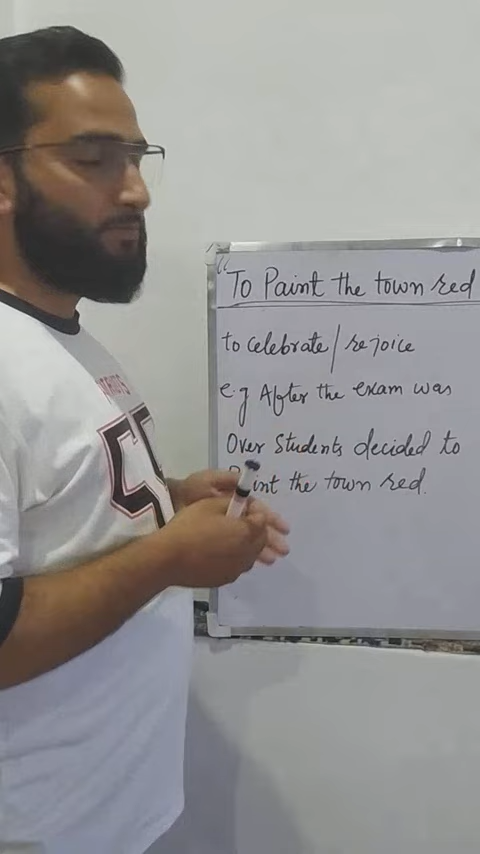 “To Paint the town red
to celebrate/rejoice
e.g After the exam was
Over Students decided to
Paint the town red.